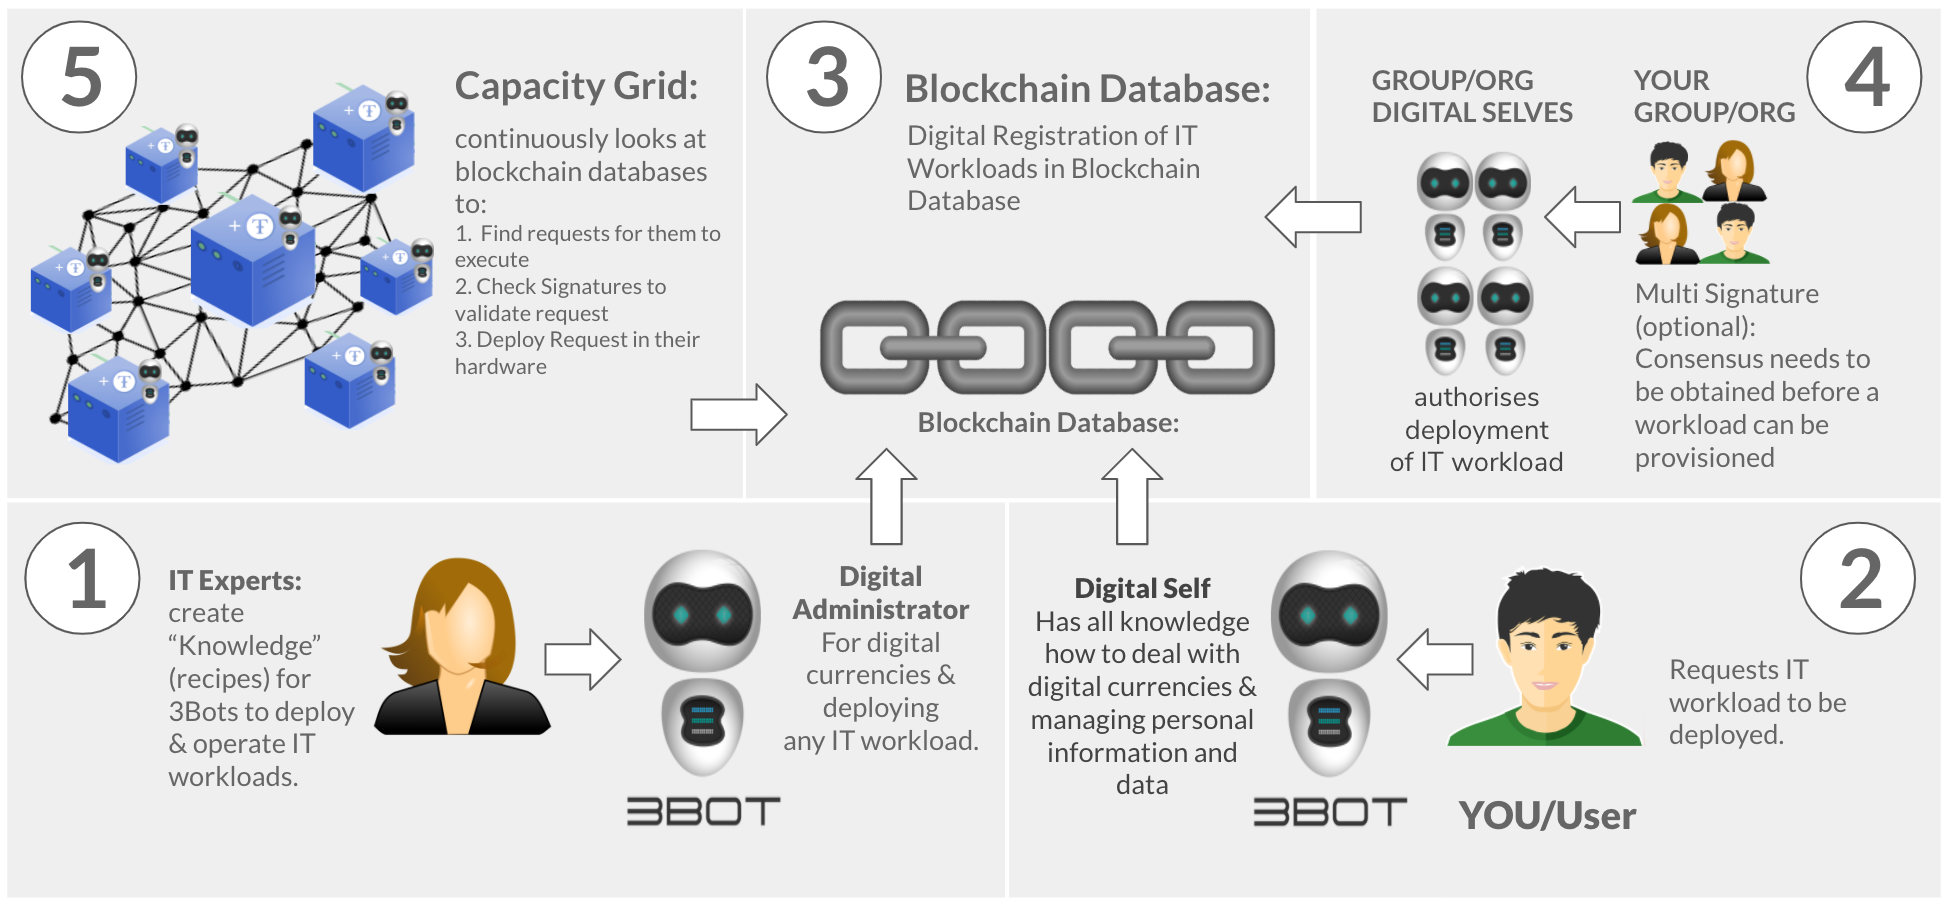 5
Capacity Grid:
continuously looks at
blockchain databases
to:
1. Find requests for them to
execute
2. Check Signatures to
validate request
3. Deploy Request in their
hardware
3
Blockchain Database:
Digital Registration of IT
Workloads in Blockchain
Database
Blockchain Database:
4
GROUP/ORG
DIGITAL SELVES
authorises
deployment
of IT workload
YOUR
GROUP/ORG
Multi Signature
(optional):
Consensus needs to
be obtained before a
workload can be
provisioned
1
IT Experts:
create
“Knowledge”
(recipes) for
3Bots to deploy
& operate IT
workloads.
3BOT
Digital
Administrator
For digital
currencies &
deploying
any IT workload.
2
Digital Self
Has all knowledge
how to deal with
digital currencies &
managing personal
information and
data
3BOT
YOU/User
Requests IT
workload to be
deployed.